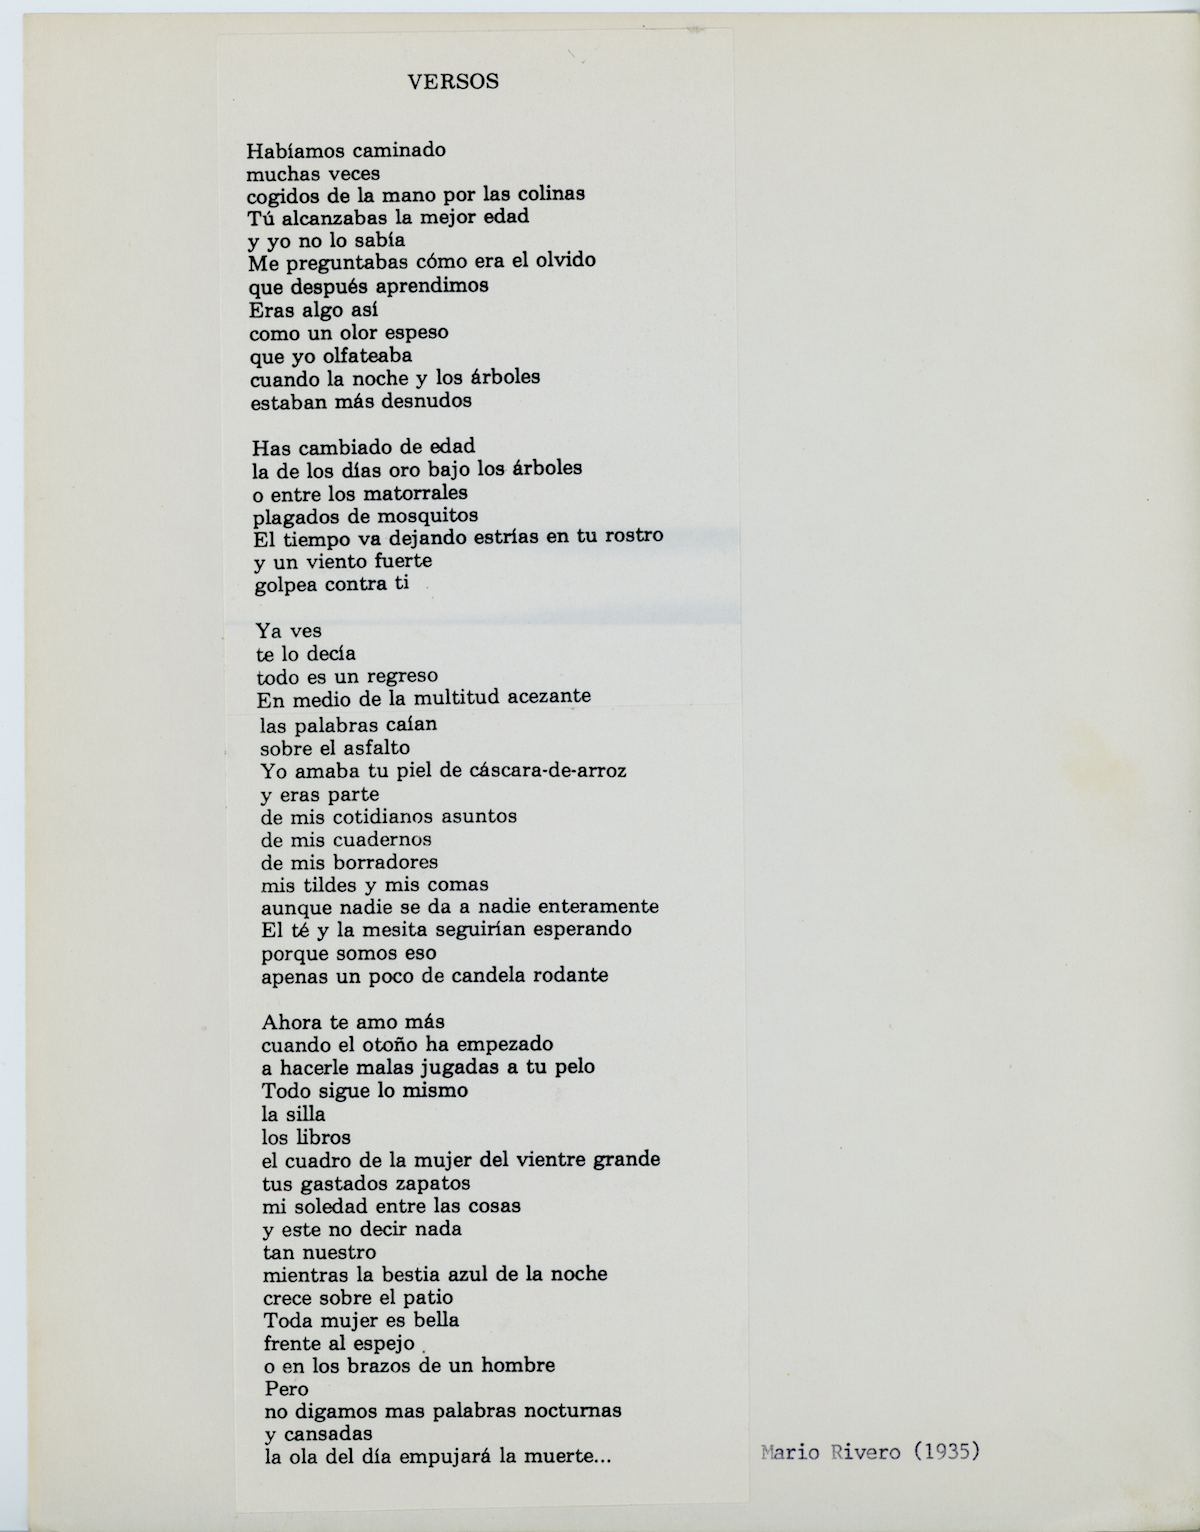 VERSOS
Habíamos caminado
muchas veces
cogidos de la mano por las colinas
Tú alcanzabas la mejor edad
y yo no lo sabía
Me preguntabas cómo era el olvido
que después aprendimos
Eras algo así
como un olor espeso
que yo olfateaba
cuando la noche y los árboles
estaban más desnudos
Has cambiado de edad
la de los días oro bajo los árboles
o entre los matorrales
plagados de mosquitos
El tiempo va dejando estrías en tu rostro
y un viento fuerte
golpea contra ti
Ya ves
te lo decía
todo es un regreso
En medio de la multitud acezante
las palabras caían
sobre el asfalto
Yo amaba tu piel de cáscara-de-arroz
y eras parte
de mis cotidianos asuntos
de mis cuadernos
de mis borradores
mis tildes y mis comas
aunque nadie se da a nadie enteramente
El té y la mesita seguirían esperando
porque somos eso
apenas un poco de candela rodante
Ahora te amo más
cuando el otoño ha empezado
a hacerle malas jugadas a tu pelo
Todo sigue lo mismo
la silla
los libros
el cuadro de la mujer del vientre grande
tus gastados zapatos
mi soledad entre las cosas
y este no decir nada
tan nuestro
mientras la bestia azul de la noche
crece sobre el patio
Toda mujer es bella
frente al espejo
o en los brazos de un hombre
Pero
no digamos mas palabras nocturnas
y cansadas
la ola del día empujará la muerte...
Mario Rivero (1935)